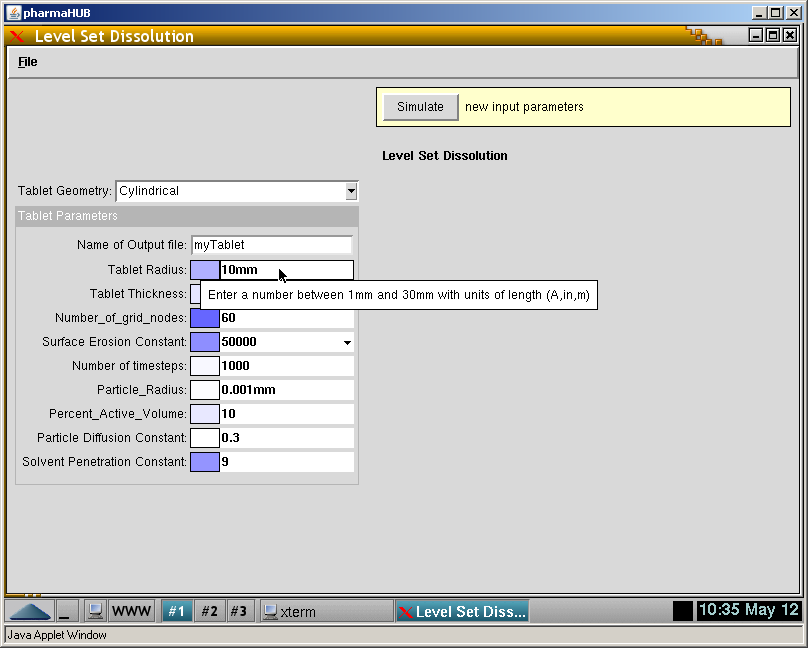 pharmaHUB
Level Set Dissolution
File
Simulate new input parameters
Level Set Dissolution
Tablet Geometry: Cylindrical
Tablet Parameters
Name of Output file: myTablet
Tablet Radius: 10mm
Tablet Thickness:
Enter a number between 1mm and 30mm with units of length (A,in,m)
Number_of_grid_nodes: 60
Surface Erosion Constant: 50000
Number of timesteps: 1000
Particle_Radius: 0.001mm
Percent_Active_Volume: 10
Particle Diffusion Constant: 0.3
Solvent Penetration Constant: 9
WWW #1 #2 #3 xterm Level Set Diss... 10:35 May 12
Java Applet Window